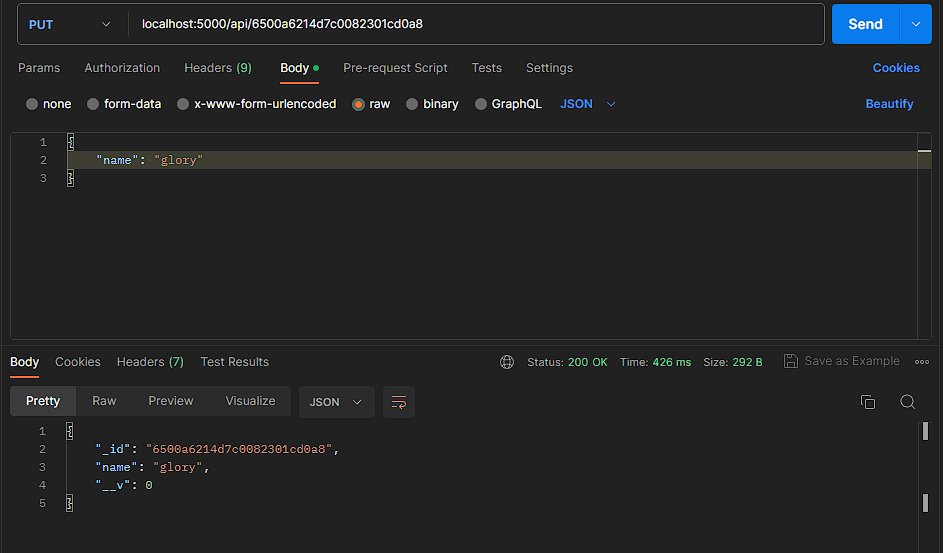 PUT localhost:5000/api/6500a6214d7c0082301cd0a8 Send
Params Authorization Headers (9) Body Pre-request Script Tests Settings Cookies
none form-data x-www-form-urlencoded raw binary GraphQL JSON Beautify
1 {
2 "name": "glory"
3 }
Body Cookies Headers (7) Test Results Status: 200 OK Time: 426 ms Size: 292 B Save as Example
Pretty Raw Preview Visualize JSON
1 {
2 "_id": "6500a6214d7c0082301cd0a8",
3 "name": "glory",
4 "__v": 0
5 }